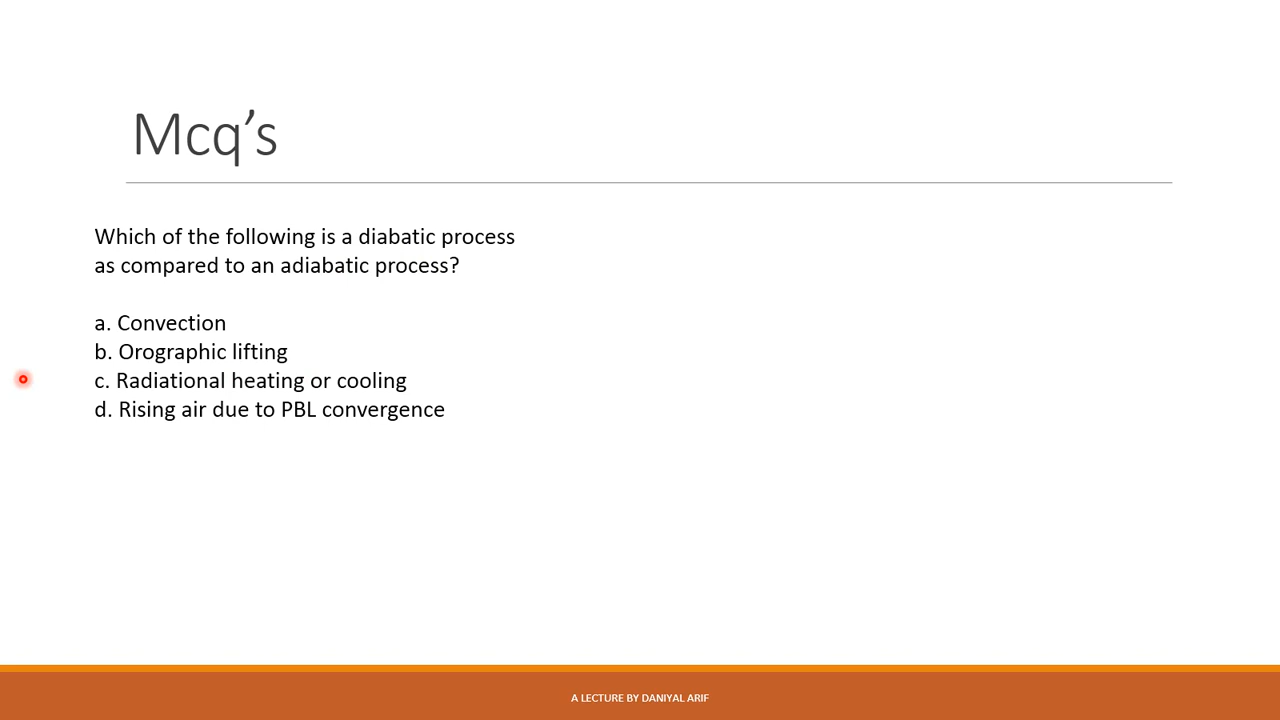 Mcq’s
Which of the following is a diabatic process
as compared to an adiabatic process?
a. Convection
b. Orographic lifting
c. Radiational heating or cooling
d. Rising air due to PBL convergence
A LECTURE BY DANIYAL ARIF